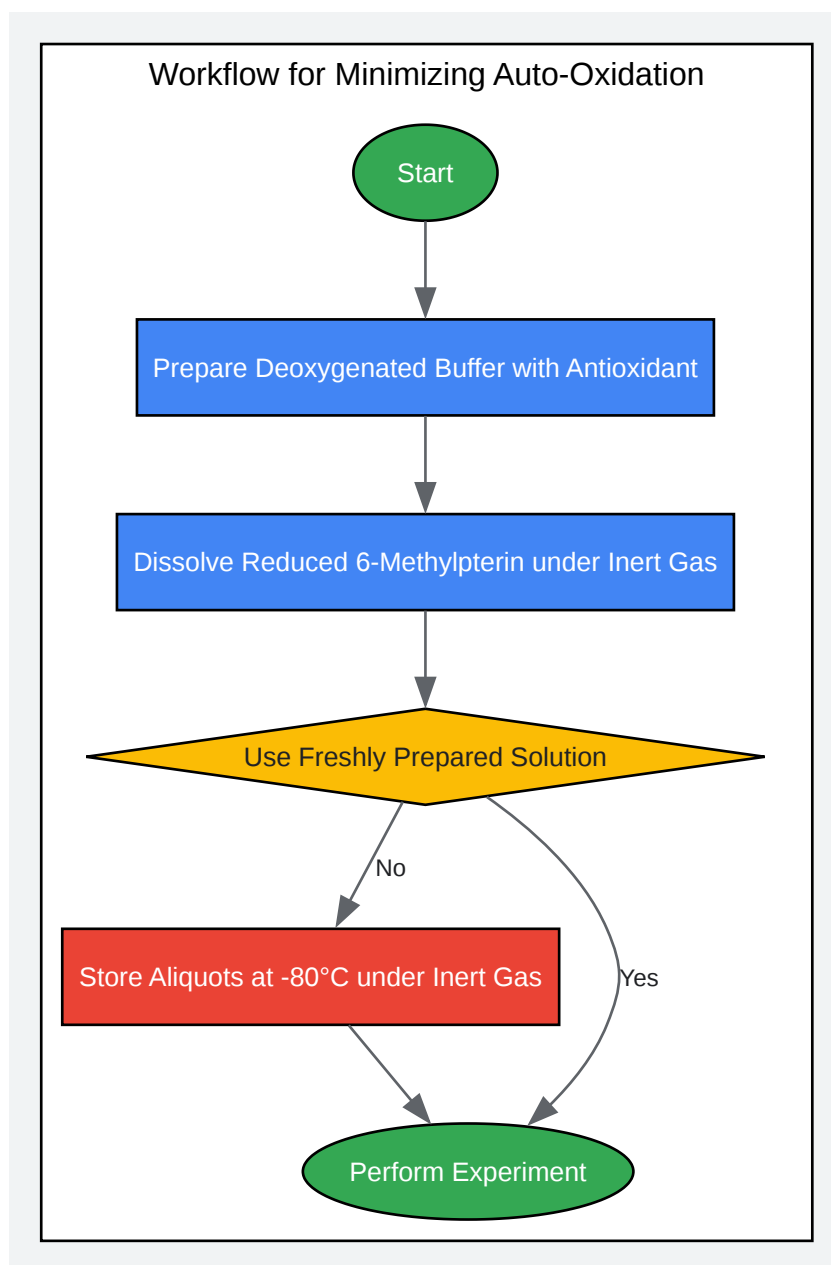 Workflow for Minimizing Auto-Oxidation
Start
Prepare Deoxygenated Buffer with Antioxidant
Dissolve Reduced 6-Methylpterin under Inert Gas
Use Freshly Prepared Solution
No
Store Aliquots at -80°C under Inert Gas
Yes
Perform Experiment